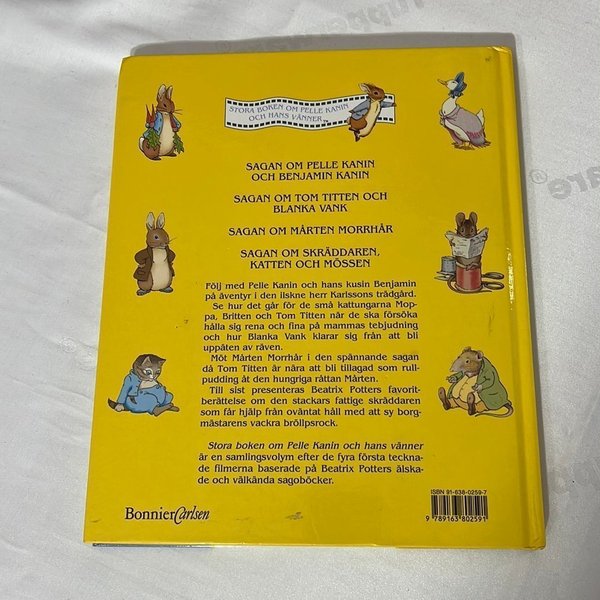 STORA BOKEN OM PELLE KANIN
OCH HANS VÄNNER™
SAGAN OM PELLE KANIN
OCH BENJAMIN KANIN
SAGAN OM TOM TITTEN OCH
BLANKA VANK
SAGAN OM MÅRTEN MORRHÅR
SAGAN OM SKRÄDDAREN,
KATTEN OCH MÖSSEN
Följ med Pelle Kanin och hans kusin Benjamin
på äventyr i den ilskne herr Karlssons trädgård.
Se hur det går för de små kattungarna Mop-
pa, Britten och Tom Titten när de ska försöka
hålla sig rena och fina på mammas tebjudning
och hur Blanka Vank klarar sig från att bli
uppäten av räven.
Möt Mårten Morrhår i den spännande sagan
då Tom Titten är nära att bli tillagad som rull-
pudding åt den hungriga råttan Mårten.
Till sist presenteras Beatrix Potters favorit-
berättelse om den stackars fattige skräddaren
som får hjälp från oväntat håll med att sy borg-
mästarens vackra bröllopsrock.
Stora boken om Pelle Kanin och hans vänner
är en samlingsvolym efter de fyra första teckna-
de filmerna baserade på Beatrix Potters älska-
de och välkända sagoböcker.
BonnierCarlsen
ISBN 91-638-0259-7
9 789163 802591